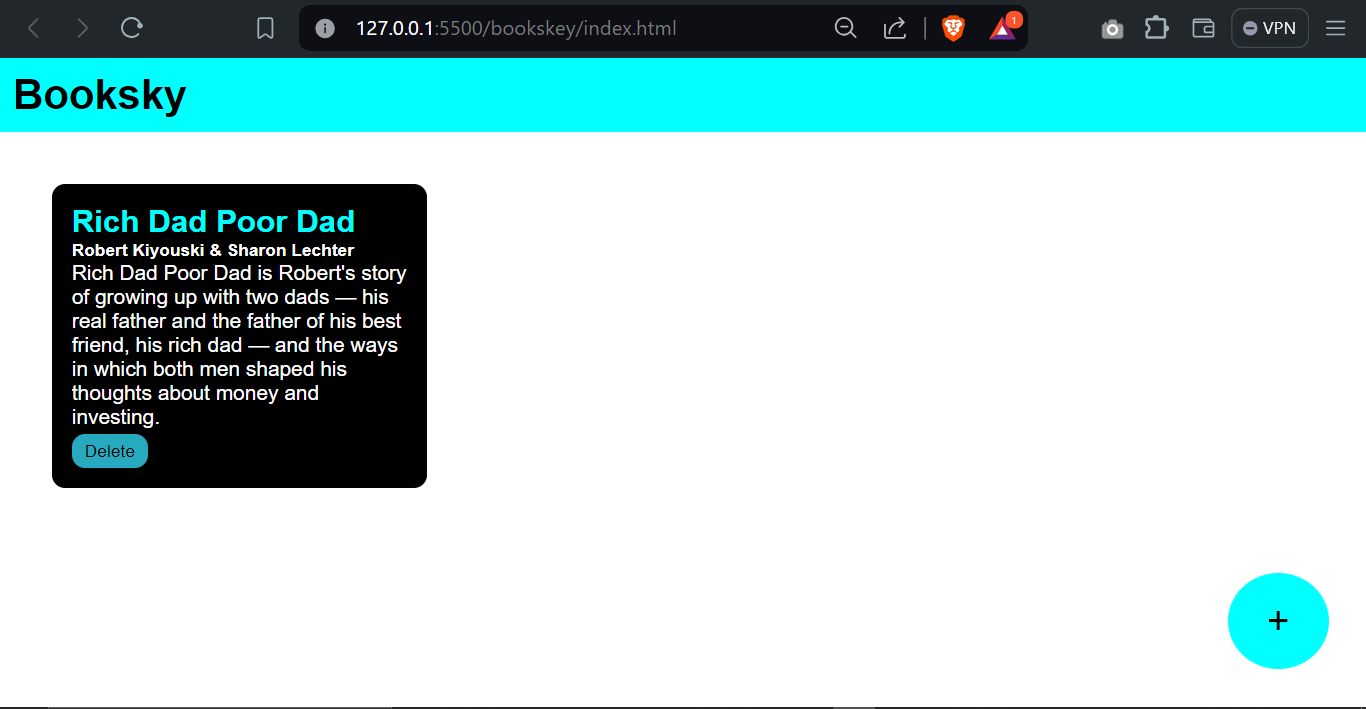 127.0.0.1:5500/bookskey/index.html
1
VPN
Booksky
Rich Dad Poor Dad
Robert Kiyouski & Sharon Lechter
Rich Dad Poor Dad is Robert's story
of growing up with two dads — his
real father and the father of his best
friend, his rich dad — and the ways
in which both men shaped his
thoughts about money and
investing.
Delete
+